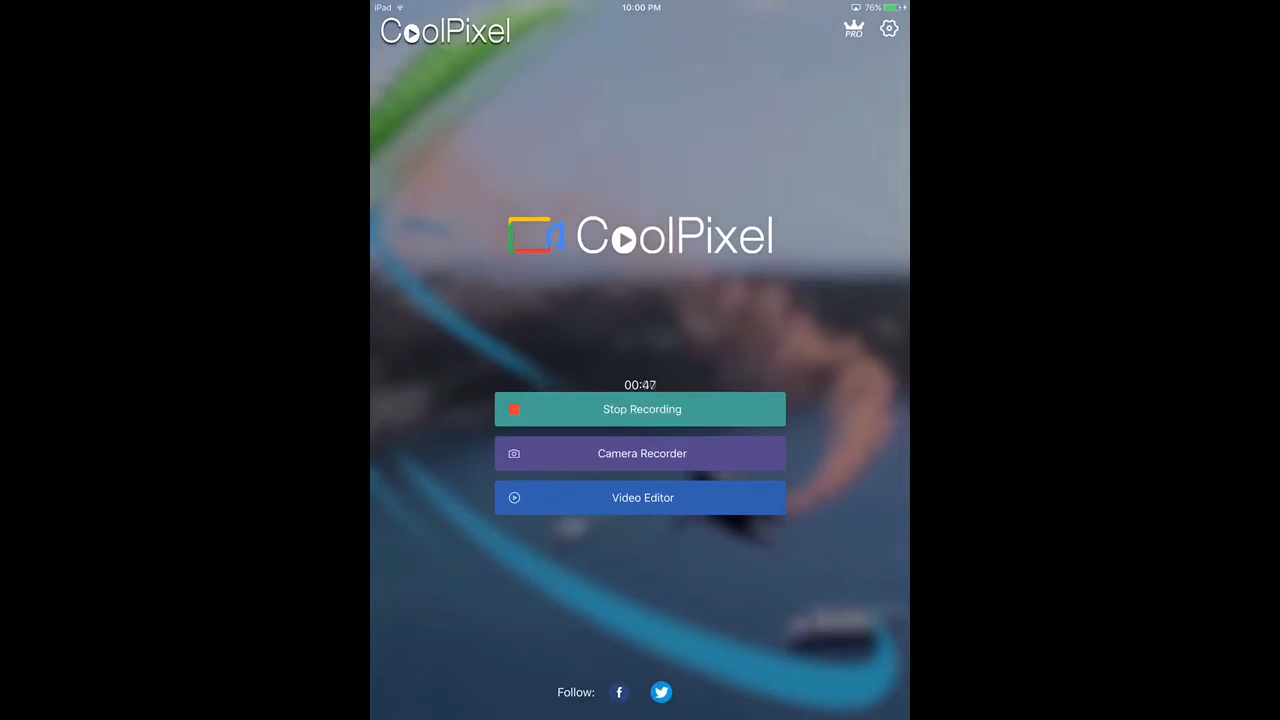 iPad
10:00 PM
76%
CoolPixel
PRO
CoolPixel
00:47
Stop Recording
Camera Recorder
Video Editor
Follow: